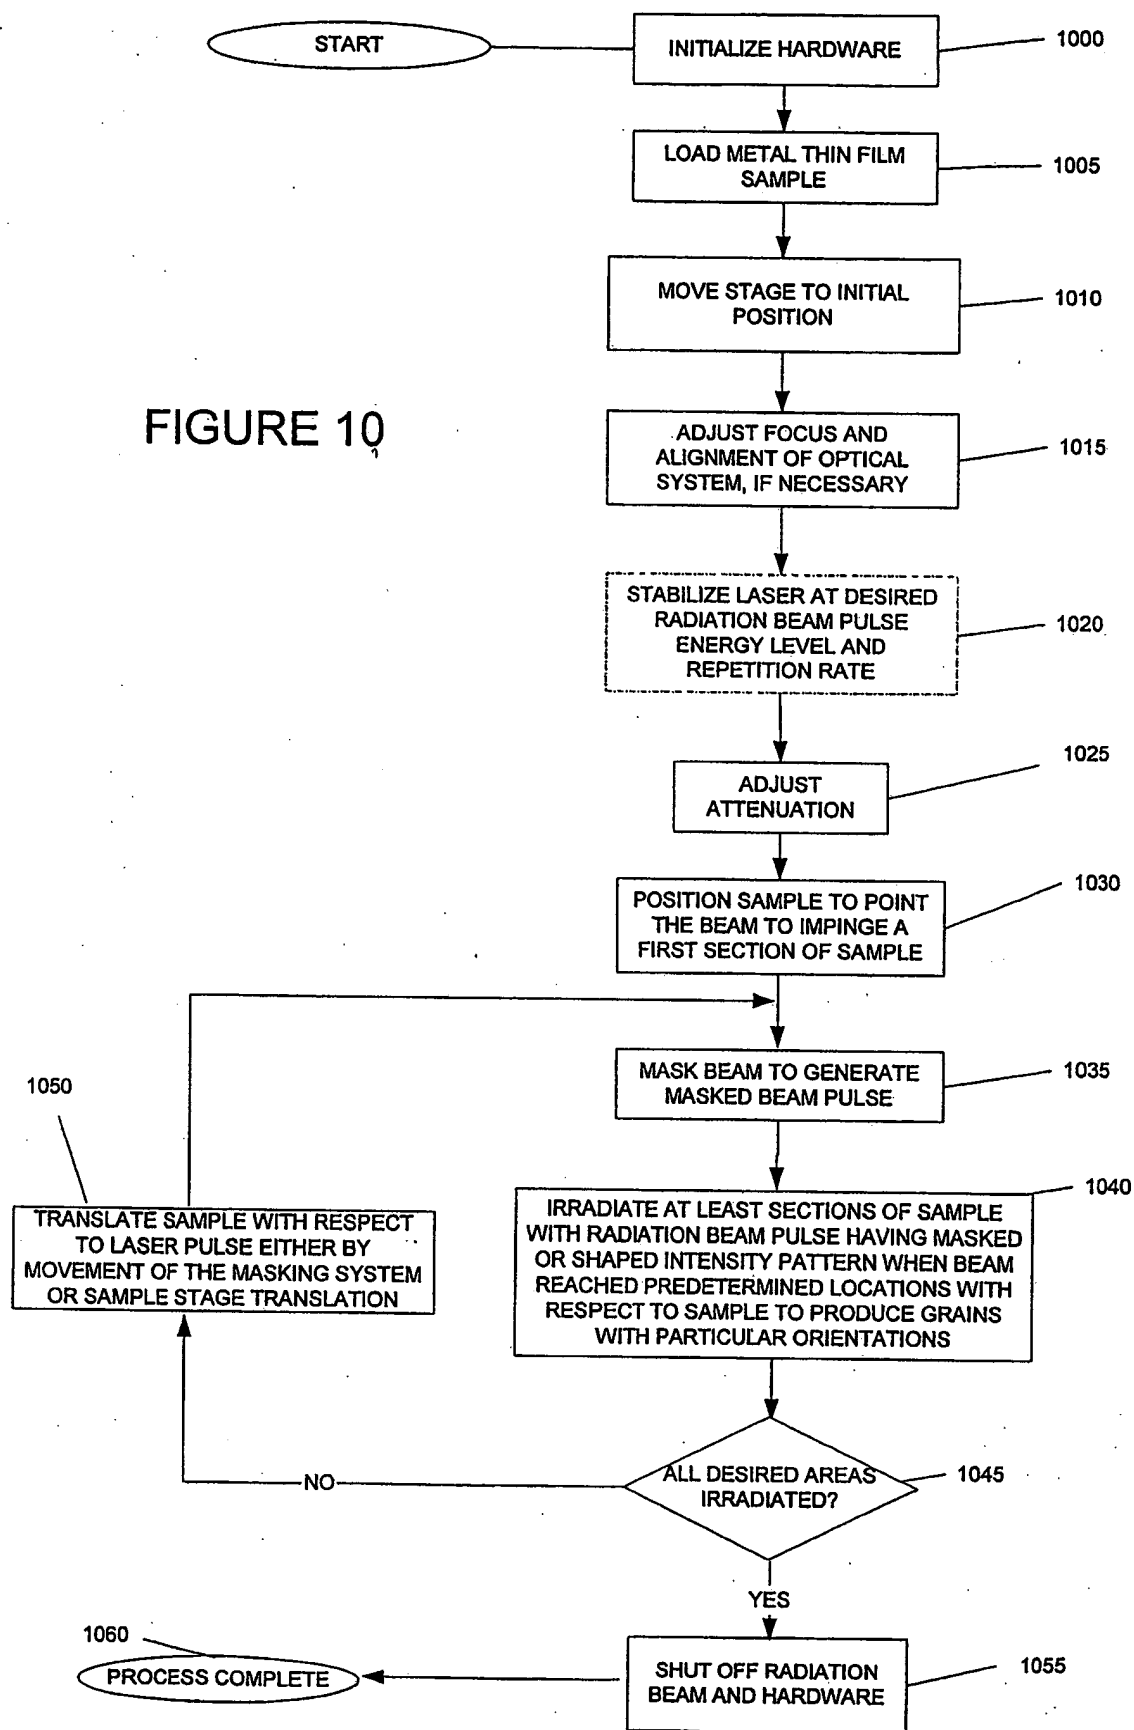 START
INITIALIZE HARDWARE
1000
LOAD METAL THIN FILM
SAMPLE
1005
MOVE STAGE TO INITIAL
POSITION
1010
FIGURE 10
ADJUST FOCUS AND
ALIGNMENT OF OPTICAL
SYSTEM, IF NECESSARY
1015
STABILIZE LASER AT DESIRED
RADIATION BEAM PULSE
ENERGY LEVEL AND
REPETITION RATE
1020
ADJUST
ATTENUATION
1025
POSITION SAMPLE TO POINT
THE BEAM TO IMPINGE A
FIRST SECTION OF SAMPLE
1030
MASK BEAM TO GENERATE
MASKED BEAM PULSE
1035
1050
TRANSLATE SAMPLE WITH RESPECT
TO LASER PULSE EITHER BY
MOVEMENT OF THE MASKING SYSTEM
OR SAMPLE STAGE TRANSLATION
IRRADIATE AT LEAST SECTIONS OF SAMPLE
WITH RADIATION BEAM PULSE HAVING MASKED
OR SHAPED INTENSITY PATTERN WHEN BEAM
REACHED PREDETERMINED LOCATIONS WITH
RESPECT TO SAMPLE TO PRODUCE GRAINS
WITH PARTICULAR ORIENTATIONS
1040
ALL DESIRED AREAS
IRRADIATED?
1045
NO
YES
SHUT OFF RADIATION
BEAM AND HARDWARE
1055
1060
PROCESS COMPLETE